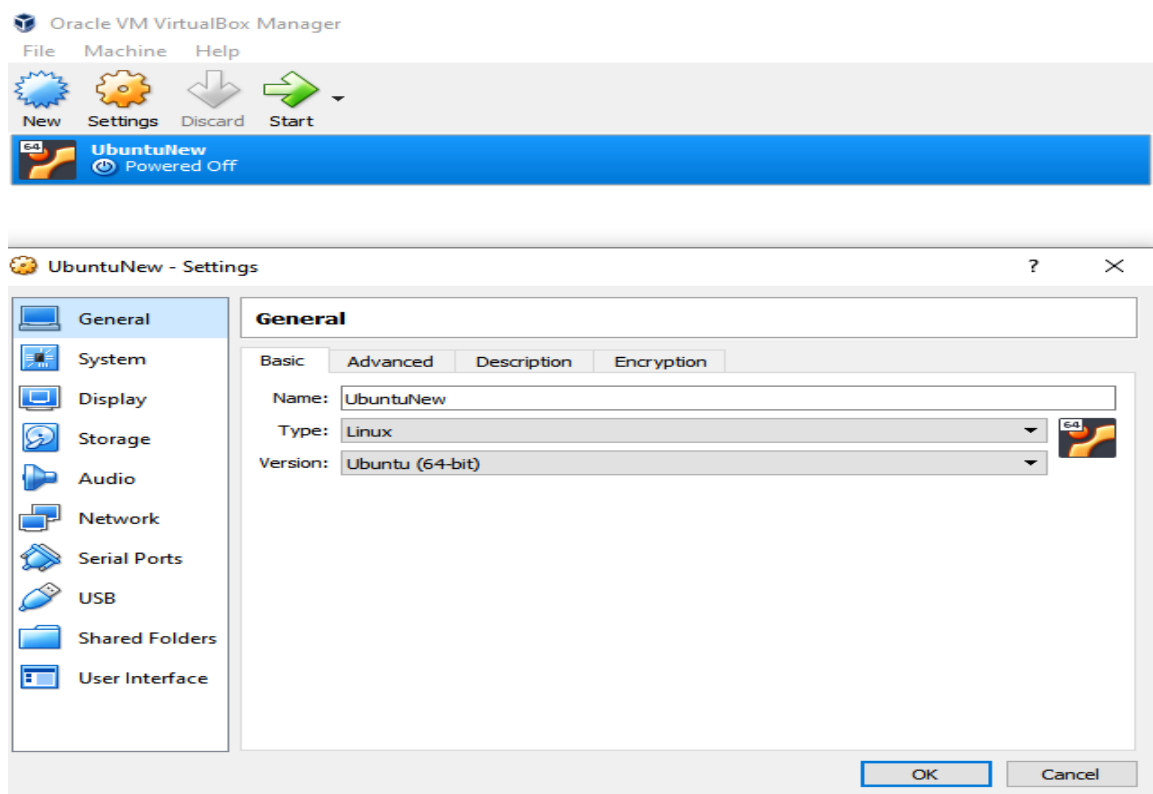 Oracle VM VirtualBox Manager
File Machine Help
New Settings Discard Start
64 UbuntuNew
Powered Off
UbuntuNew - Settings ? ×
General
System
Display
Storage
Audio
Network
Serial Ports
USB
Shared Folders
User Interface
General
Basic Advanced Description Encryption
Name: UbuntuNew
Type: Linux 64
Version: Ubuntu (64-bit)
OK Cancel